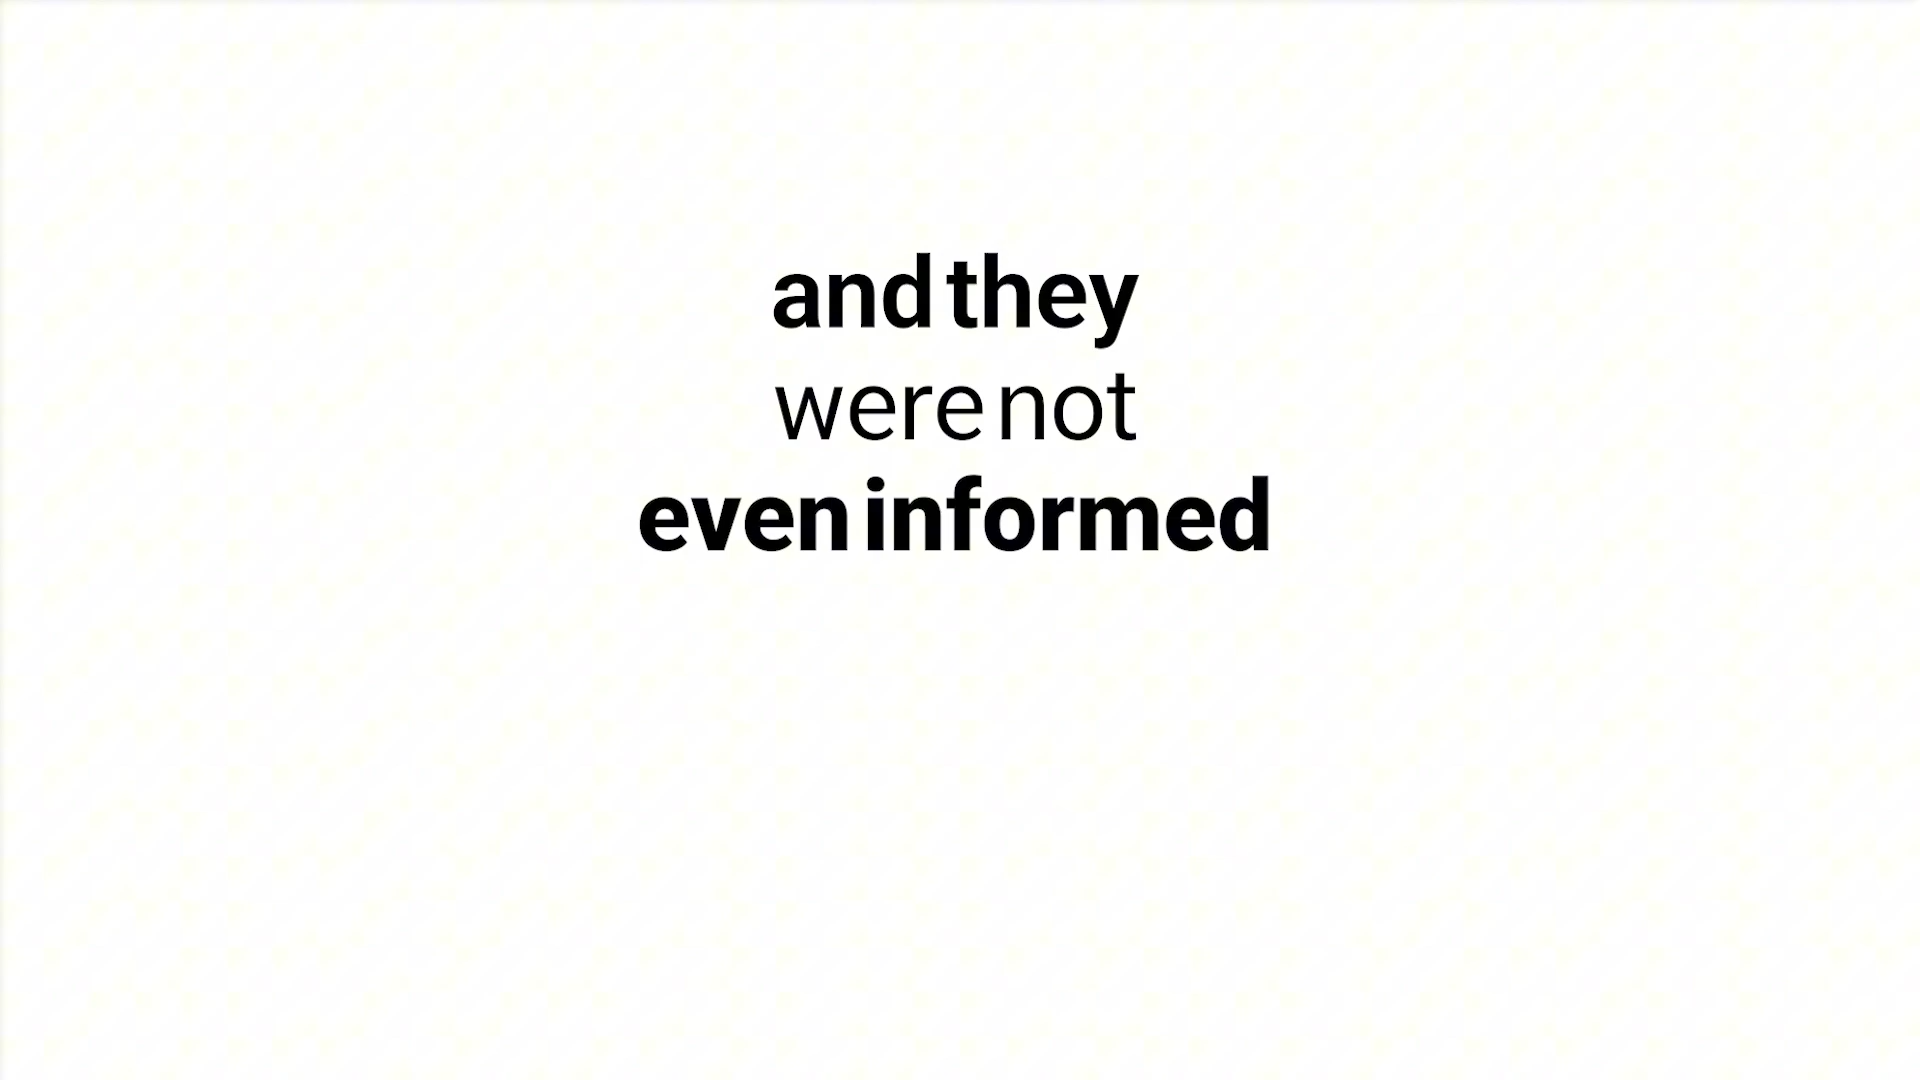 and they
were not
even informed